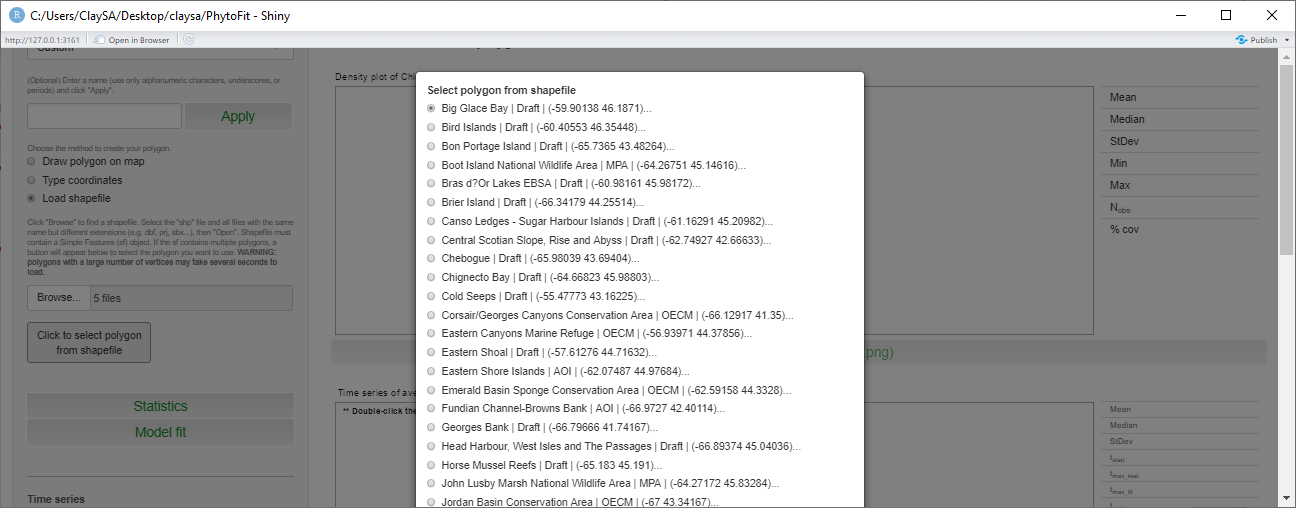 C:/Users/ClaySA/Desktop/claysa/PhytoFit - Shiny
http://127.0.0.1:3161
Open in Browser
Publish
Custom
(Optional) Enter a name (use only alphanumeric characters, underscores, or
periods) and click "Apply".
Apply
Choose the method to create your polygon.
Draw polygon on map
Type coordinates
Load shapefile
Click "Browse" to find a shapefile. Select the "shp" file and all files with the same
name but different extensions (e.g. dbf, prj, sbx...), then "Open". Shapefile must
contain a Simple Features (sf) object. If the sf contains multiple polygons, a
button will appear below to select the polygon you want to use. WARNING:
polygons with a large number of vertices may take several seconds to
load.
Browse...
5 files
Click to select polygon
from shapefile
Statistics
Model fit
Time series
Density plot of Ch
Select polygon from shapefile
Big Glace Bay | Draft | (-59.90138 46.1871)...
Bird Islands | Draft | (-60.40553 46.35448)...
Bon Portage Island | Draft | (-65.7365 43.48264)...
Boot Island National Wildlife Area | MPA | (-64.26751 45.14616)...
Bras d?Or Lakes EBSA | Draft | (-60.98161 45.98172)...
Brier Island | Draft | (-66.34179 44.25514)...
Canso Ledges - Sugar Harbour Islands | Draft | (-61.16291 45.20982)...
Central Scotian Slope, Rise and Abyss | Draft | (-62.74927 42.66633)...
Chebogue | Draft | (-65.98039 43.69404)...
Chignecto Bay | Draft | (-64.66823 45.98803)...
Cold Seeps | Draft | (-55.47773 43.16225)...
Corsair/Georges Canyons Conservation Area | OECM | (-66.12917 41.35)...
Eastern Canyons Marine Refuge | OECM | (-56.93971 44.37856)...
Eastern Shoal | Draft | (-57.61276 44.71632)...
Eastern Shore Islands | AOI | (-62.07487 44.97684)...
Emerald Basin Sponge Conservation Area | OECM | (-62.59158 44.3328)...
Fundian Channel-Browns Bank | AOI | (-66.9727 42.40114)...
Georges Bank | Draft | (-66.79666 41.74167)...
Head Harbour, West Isles and The Passages | Draft | (-66.89374 45.04036)...
Horse Mussel Reefs | Draft | (-65.183 45.191)...
John Lusby Marsh National Wildlife Area | MPA | (-64.27172 45.83284)...
Jordan Basin Conservation Area | OECM | (-67 43.34167)...
Mean
Median
StDev
Min
Max
Nobs
% cov
.png)
Time series of ave
** Double-click the
Mean
Median
StDev
tstart
tmax_real
tmax_fit